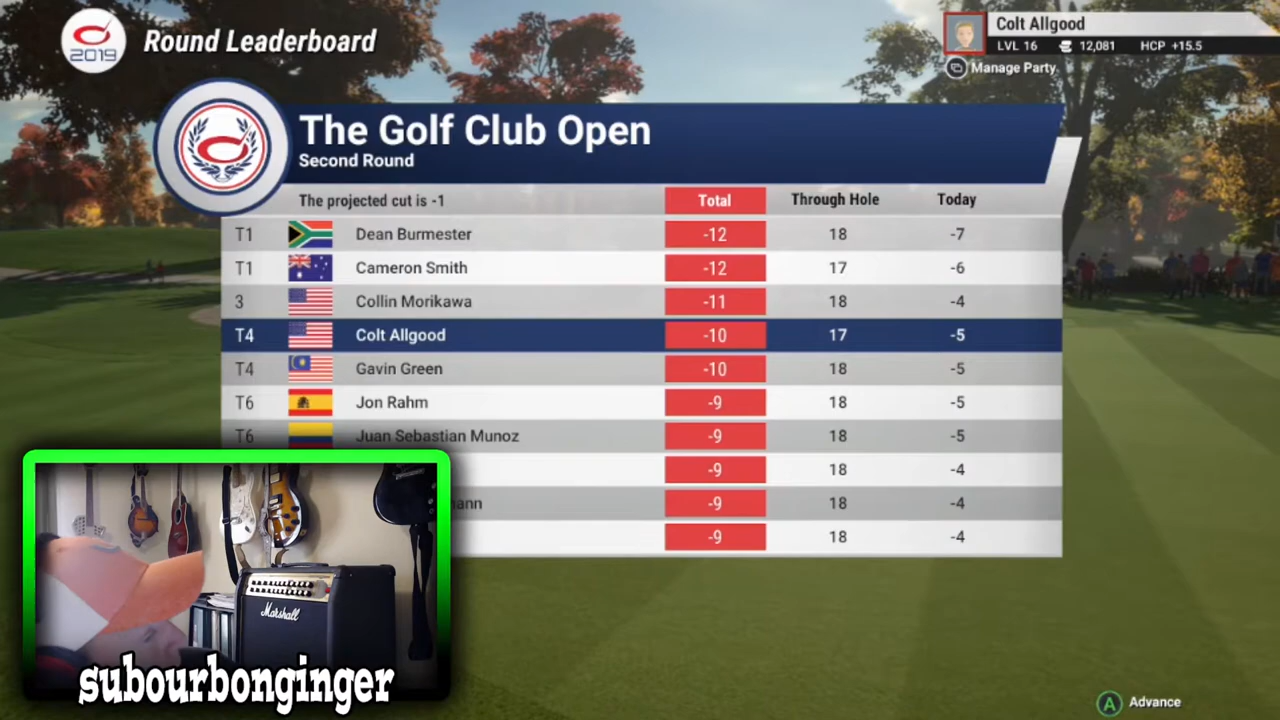 2019
Round Leaderboard
Colt Allgood
LVL 16 12,081 HCP +15.5
Manage Party
The Golf Club Open
Second Round
The projected cut is -1 Total Through Hole Today
T1 Dean Burmester -12 18 -7
T1 Cameron Smith -12 17 -6
3 Collin Morikawa -11 18 -4
T4 Colt Allgood -10 17 -5
T4 Gavin Green -10 18 -5
T6 Jon Rahm -9 18 -5
T6 Juan Sebastian Munoz -9 18 -5
-9 18 -4
mann -9 18 -4
-9 18 -4
Marshall
subourbonginger
A Advance